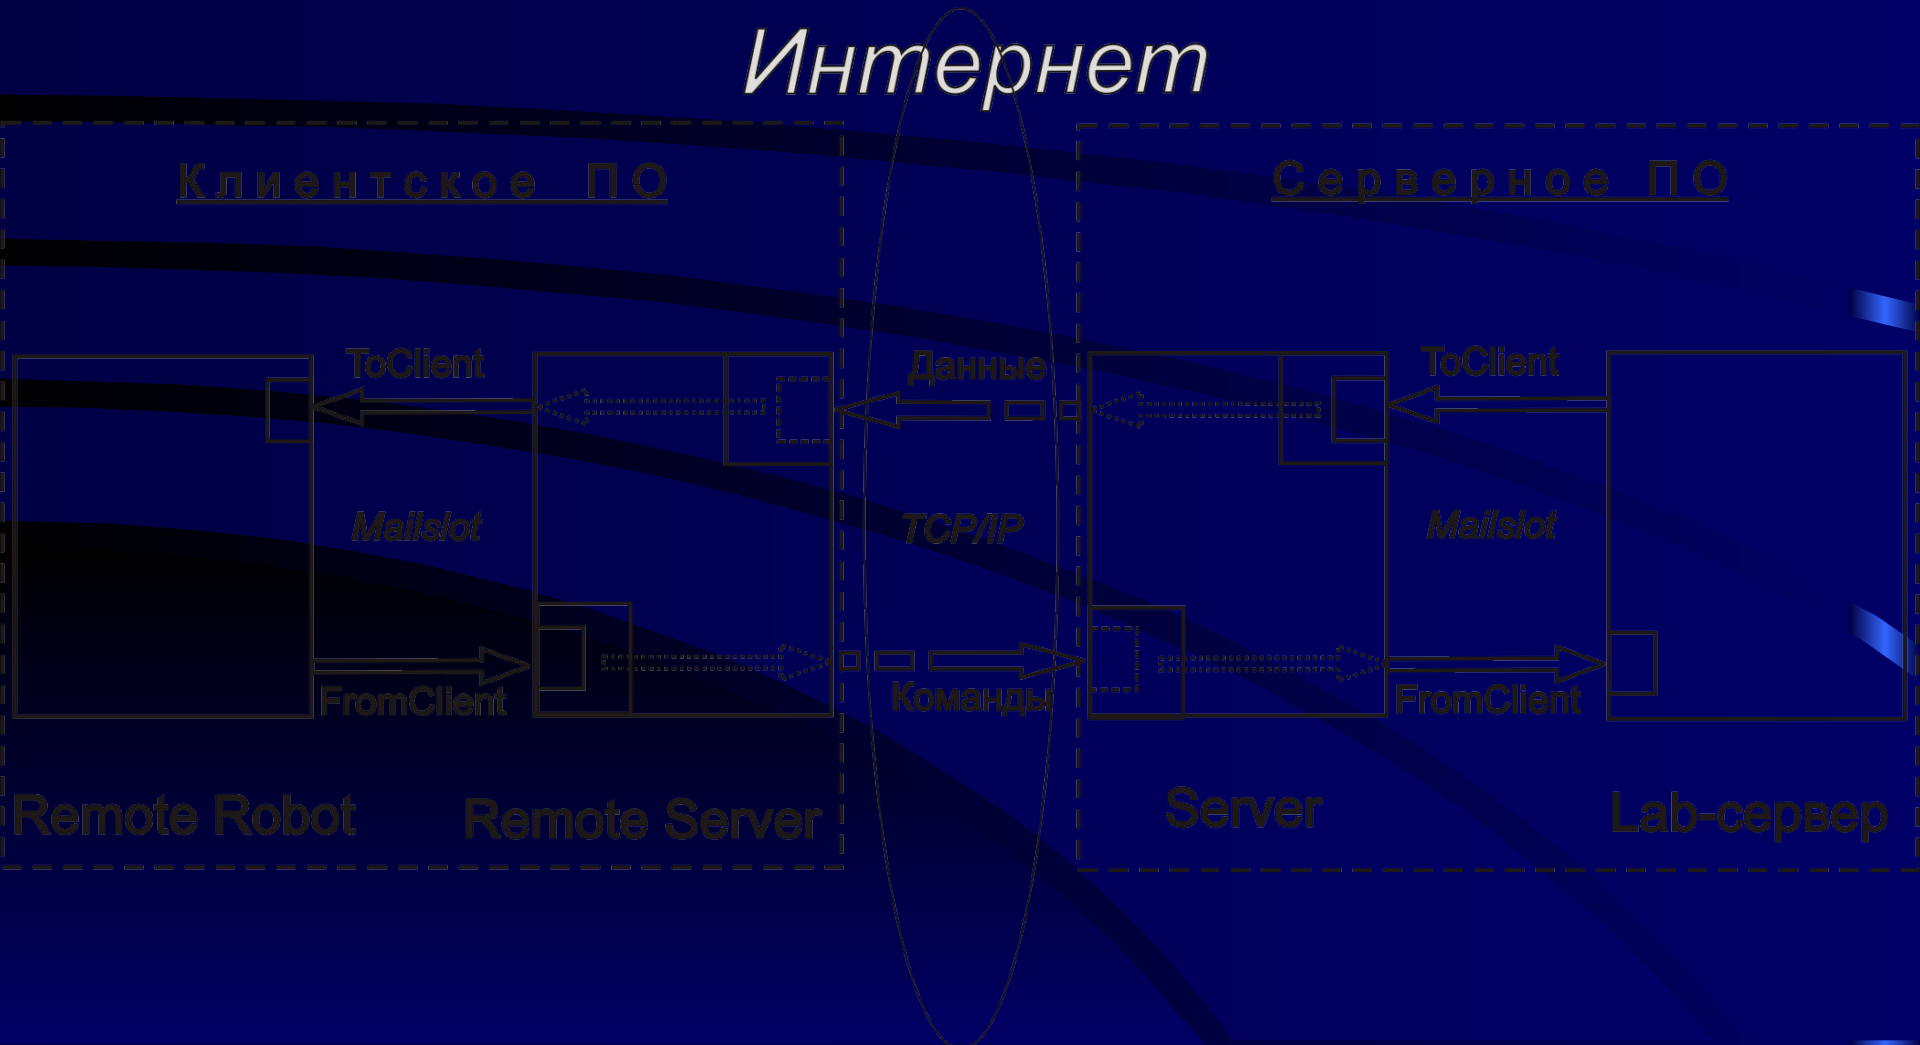 Интернет
Клиентское ПО
Серверное ПО
ToClient
Данные
ToClient
Mailslot
TCP/IP
Mailslot
FromClient
Команды
FromClient
Remote Robot
Remote Server
Server
Lab-сервер